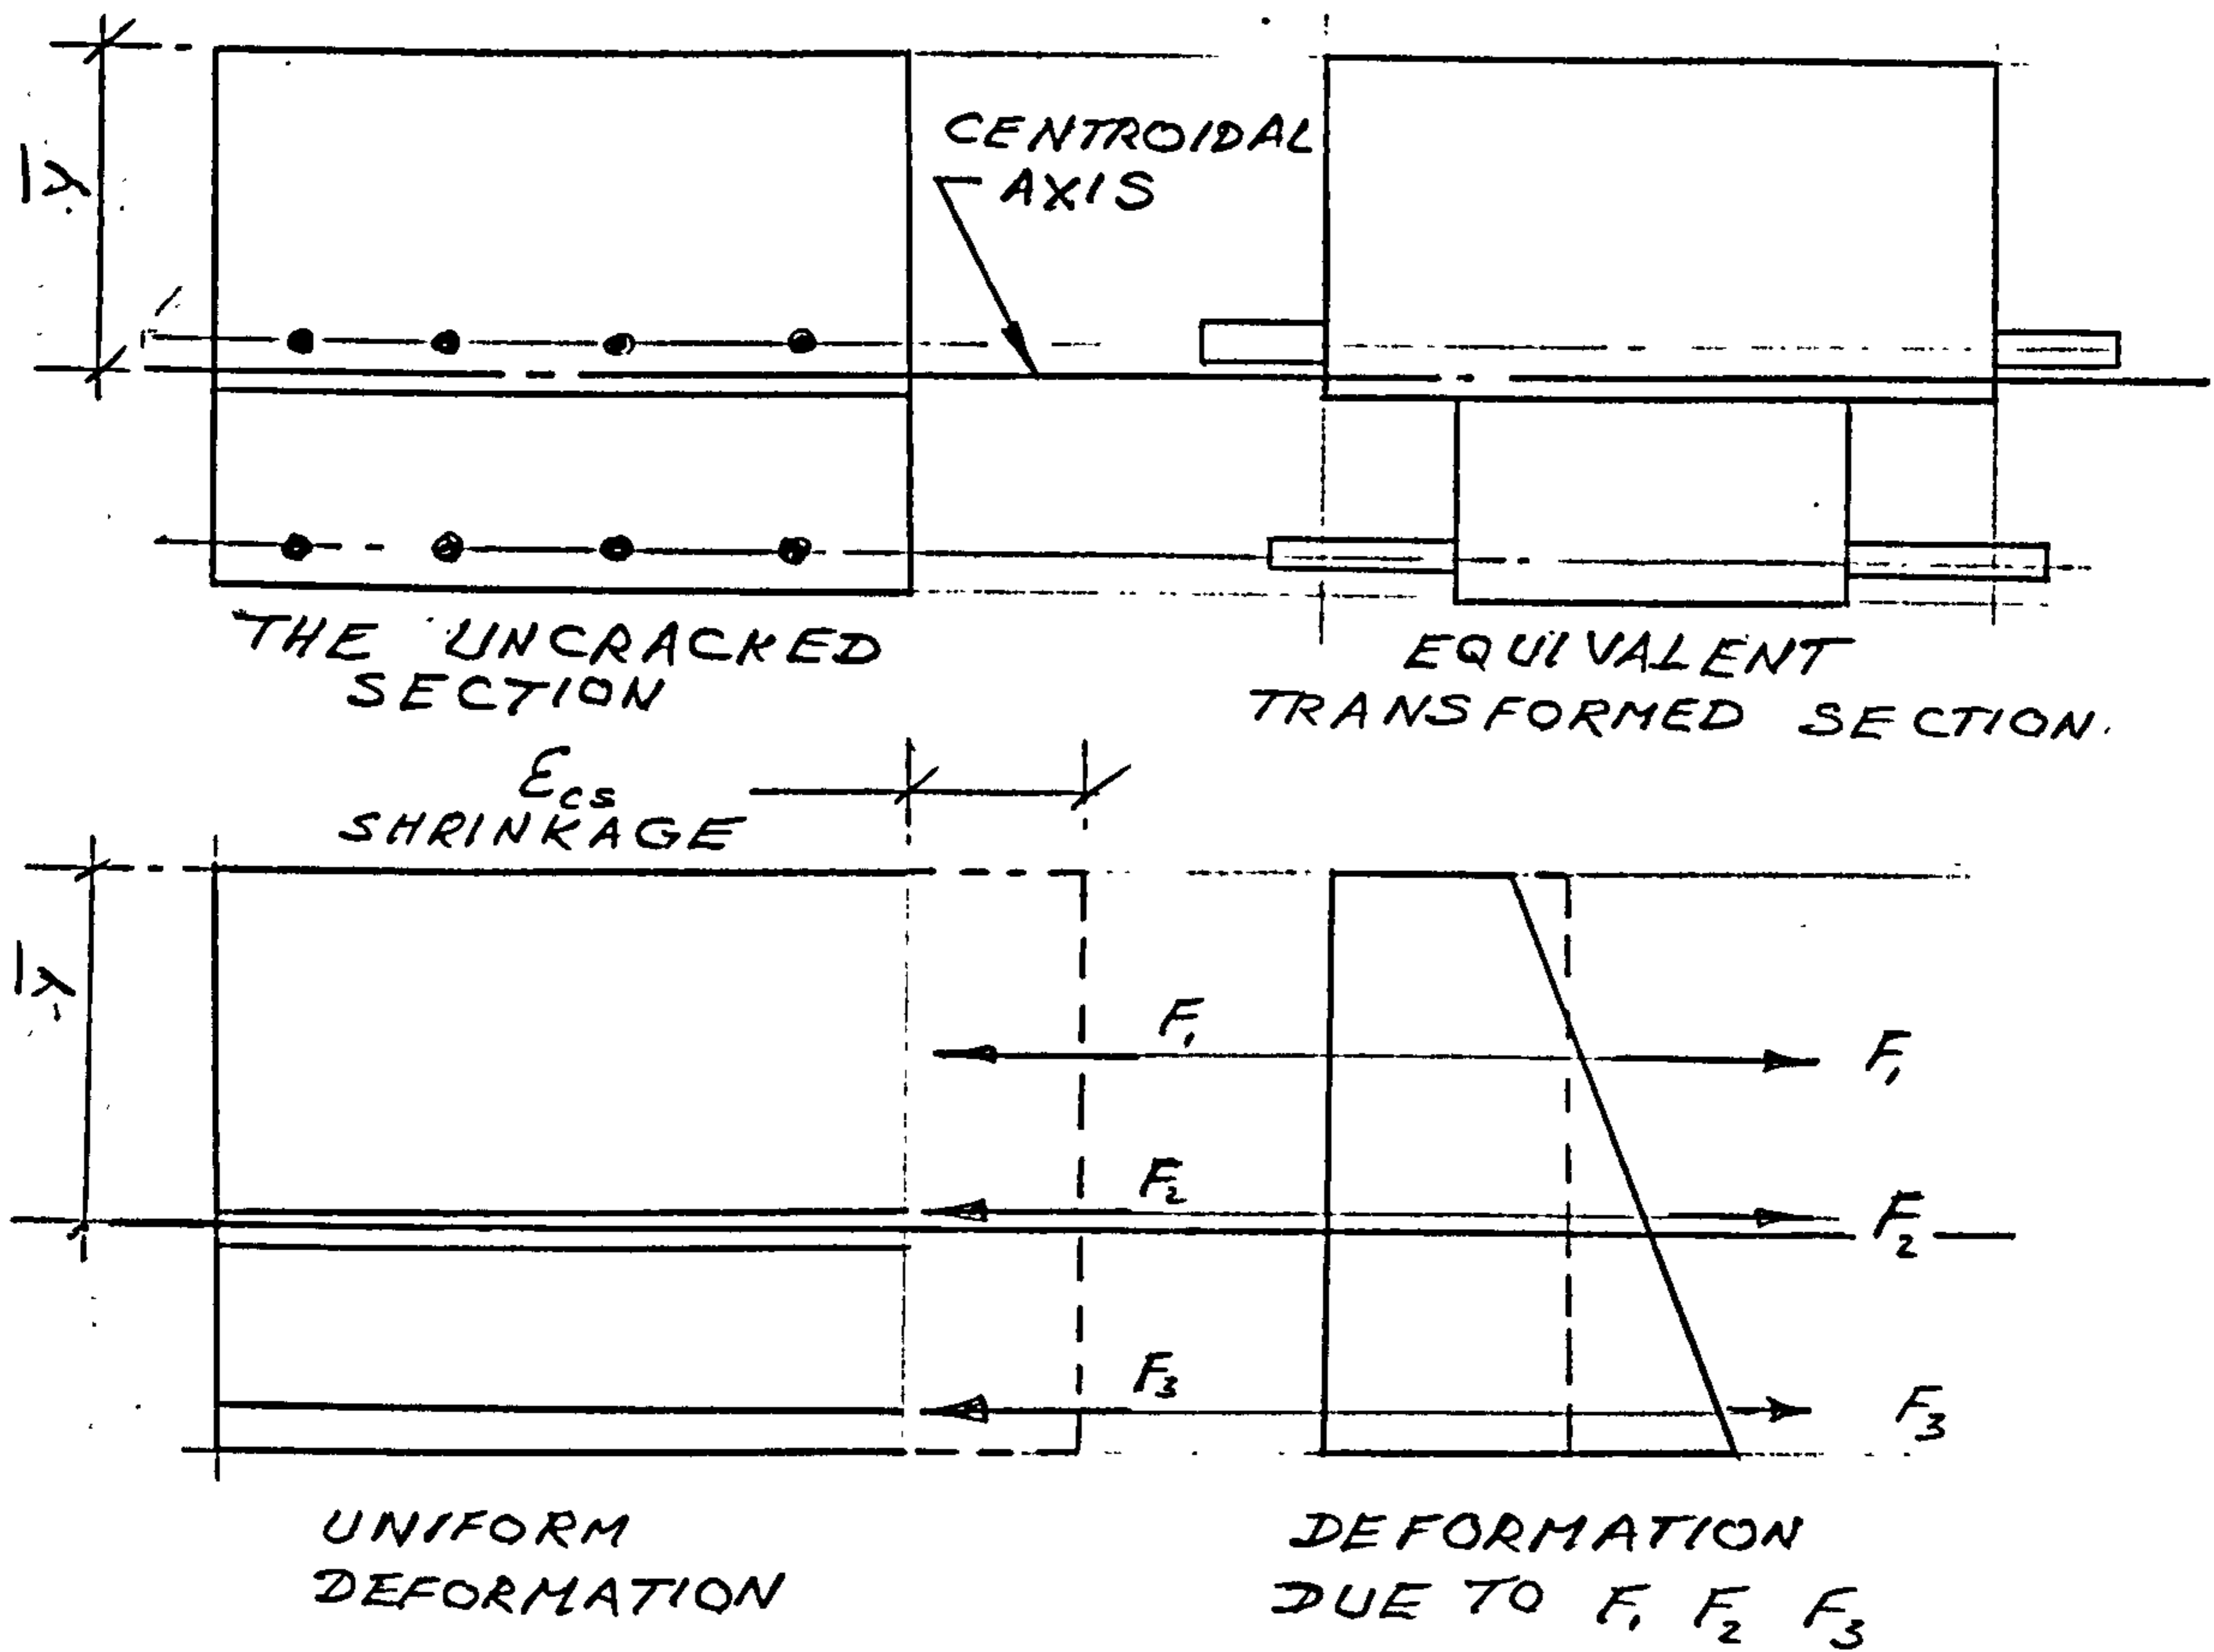 CENTROIDAL
AXIS
ȳ
THE UNCRACKED
SECTION
EQUIVALENT
TRANSFORMED SECTION.
Ɛcs
SHRINKAGE
ȳ
F₁
F₁
F₂
F₂
F₃
F₃
UNIFORM
DEFORMATION
DEFORMATION
DUE TO F₁ F₂ F₃